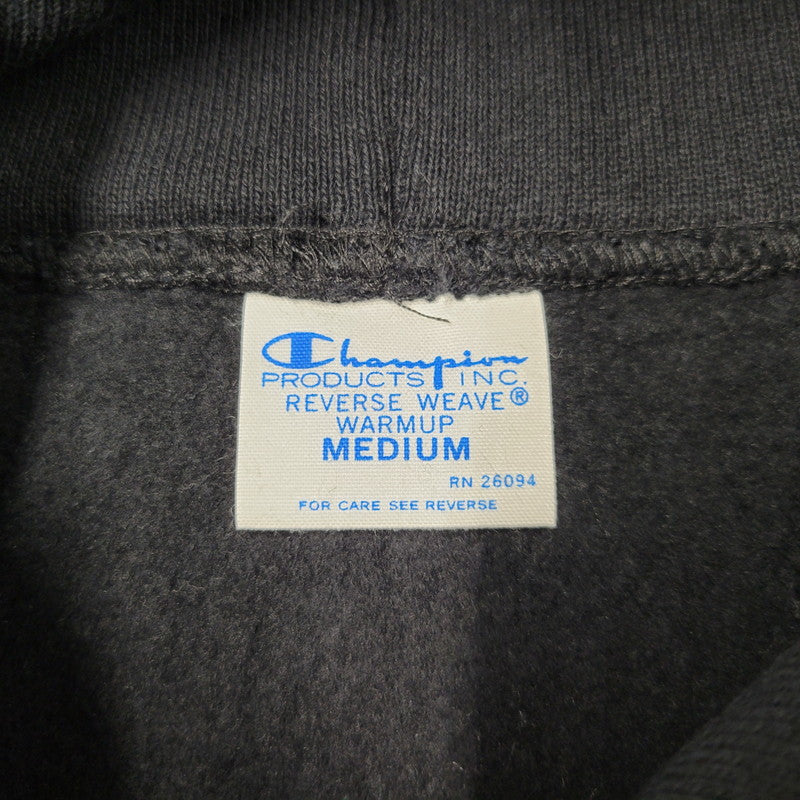 Champion
PRODUCTS INC.
REVERSE WEAVE®
WARMUP
MEDIUM
RN 26094
FOR CARE SEE REVERSE